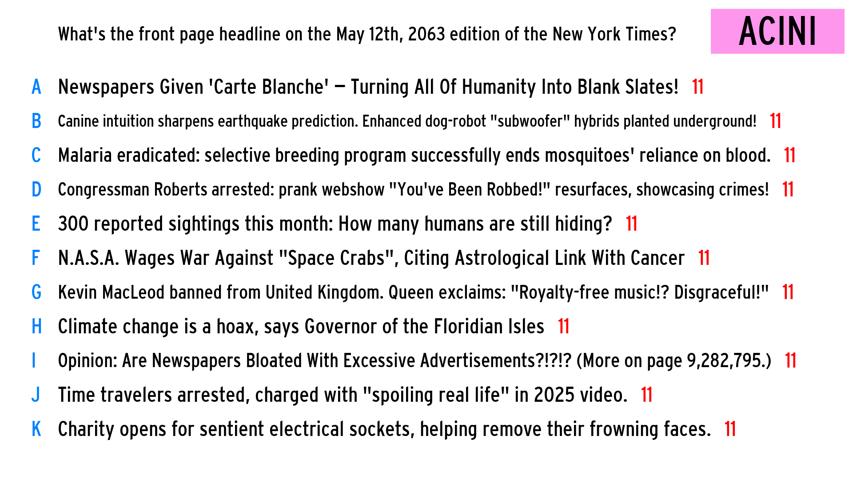 What's the front page headline on the May 12th, 2063 edition of the New York Times?
ACINI
A Newspapers Given 'Carte Blanche' – Turning All Of Humanity Into Blank Slates! 11
B Canine intuition sharpens earthquake prediction. Enhanced dog-robot "subwoofer" hybrids planted underground! 11
C Malaria eradicated: selective breeding program successfully ends mosquitoes' reliance on blood. 11
D Congressman Roberts arrested: prank webshow "You've Been Robbed!" resurfaces, showcasing crimes! 11
E 300 reported sightings this month: How many humans are still hiding? 11
F N.A.S.A. Wages War Against "Space Crabs", Citing Astrological Link With Cancer 11
G Kevin MacLeod banned from United Kingdom. Queen exclaims: "Royalty-free music!? Disgraceful!" 11
H Climate change is a hoax, says Governor of the Floridian Isles 11
I Opinion: Are Newspapers Bloated With Excessive Advertisements?!?!? (More on page 9,282,795.) 11
J Time travelers arrested, charged with "spoiling real life" in 2025 video. 11
K Charity opens for sentient electrical sockets, helping remove their frowning faces. 11